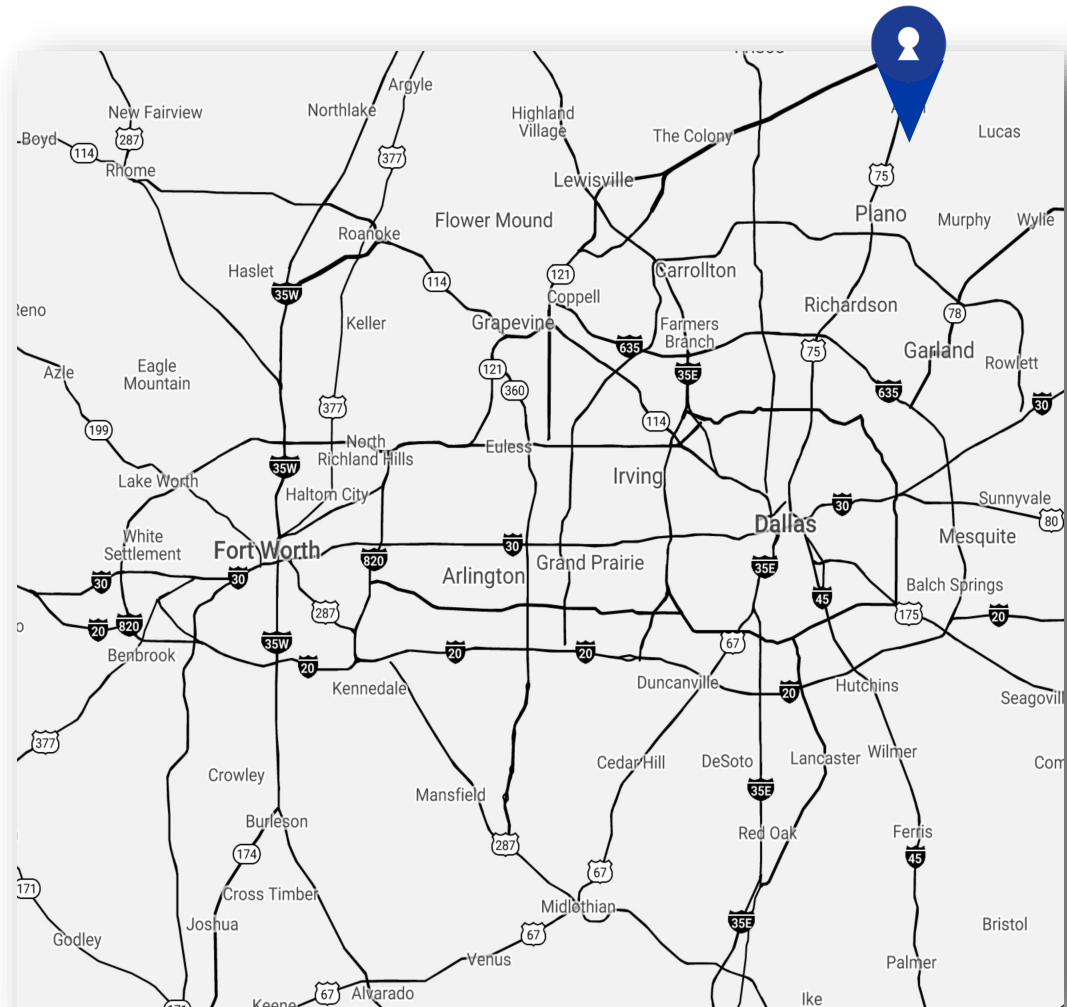 Argyle
New Fairview
Northlake
Highland
Village
The Colony
Lucas
Boyd
114
287
377
Rhome
75
Lewisville
Plano
Murphy
Wylie
Flower Mound
Roanoke
Haslet
35W
114
121
Carrollton
Coppell
Richardson
78
Keller
Grapevine
Farmers
Branch
635
75
Garland
Rowlett
Azle
Eagle
Mountain
121
360
35E
635
30
377
114
199
North
Richland Hills
Euless
35W
Irving
Lake Worth
Haltom City
30
Sunnyvale
80
Dallas
White
Settlement
Fort Worth
30
Mesquite
820
Grand Prairie
35E
30
30
Arlington
Balch Springs
45
287
175
20
20
820
35W
67
Benbrook
20
20
20
Kennedale
Duncanville
20
Hutchins
377
Crowley
Cedar Hill
DeSoto
Lancaster
Wilmer
Mansfield
35E
Burleson
Red Oak
Ferris
174
287
45
67
171
Cross Timber
Midlothian
Joshua
35E
Bristol
Godley
67
Venus
Palmer
67
Alvarado
Ike